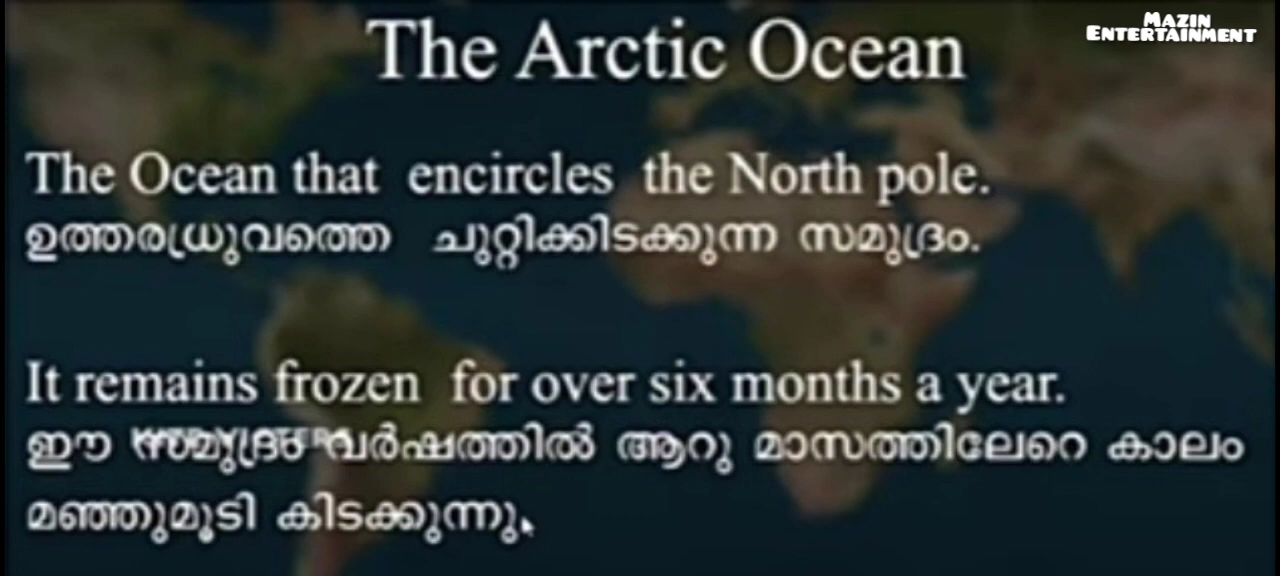 The Arctic Ocean
MAZIN
ENTERTAINMENT
The Ocean that encircles the North pole.
ഉത്തരധ്രുവത്തെ ചുറ്റിക്കിടക്കുന്ന സമുദ്രം.
It remains frozen for over six months a year.
ഈ സമുദ്രം വർഷത്തിൽ ആറു മാസത്തിലേറെ കാലം
മഞ്ഞുമൂടി കിടക്കുന്നു.